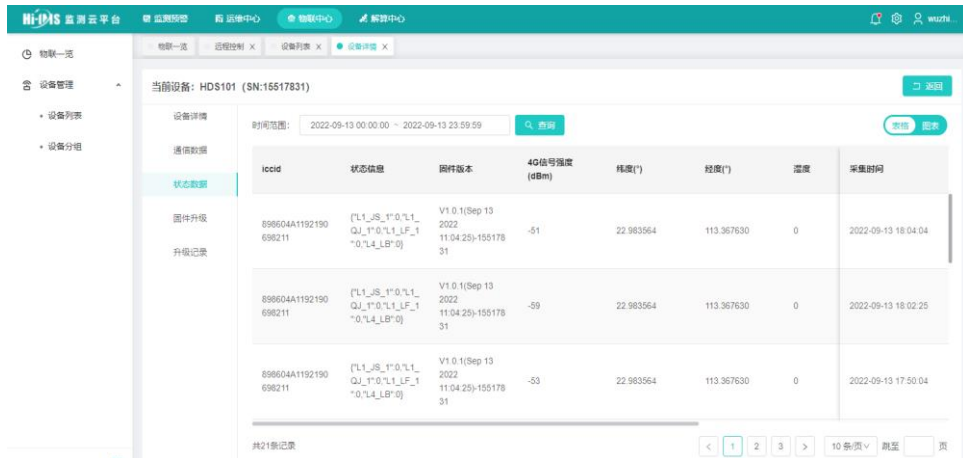 Hi-IDMS 监测云平台 监测预警 运维中心 物联中心 解算中心 wuzhi...
物联一览 物联一览 远程控制 × 设备列表 × 设备详情 ×
设备管理 当前设备：HDS101 (SN:15517831) 返回
设备列表 设备详情 时间范围： 2022-09-13 00:00:00 ~ 2022-09-13 23:59:59 查询 表格 图表
设备分组 通信数据
状态数据
固件升级
升级记录
iccid 状态信息 固件版本 4G信号强度 纬度(°) 经度(°) 湿度 采集时间
(dBm)
V1.0.1(Sep 13
898604A1192190 {"L1_JS_1":0,"L1_ 2022
698211 QJ_1":0,"L1_LF_1 11:04:25)-155178 -51 22.983564 113.367630 0 2022-09-13 18:04:04
":0,"L4_LB":0} 31
V1.0.1(Sep 13
898604A1192190 {"L1_JS_1":0,"L1_ 2022
698211 QJ_1":0,"L1_LF_1 11:04:25)-155178 -59 22.983564 113.367630 0 2022-09-13 18:02:25
":0,"L4_LB":0} 31
V1.0.1(Sep 13
898604A1192190 {"L1_JS_1":0,"L1_ 2022
698211 QJ_1":0,"L1_LF_1 11:04:25)-155178 -53 22.983564 113.367630 0 2022-09-13 17:50:04
":0,"L4_LB":0} 31
共21条记录 < 1 2 3 > 10 条/页 跳至 页